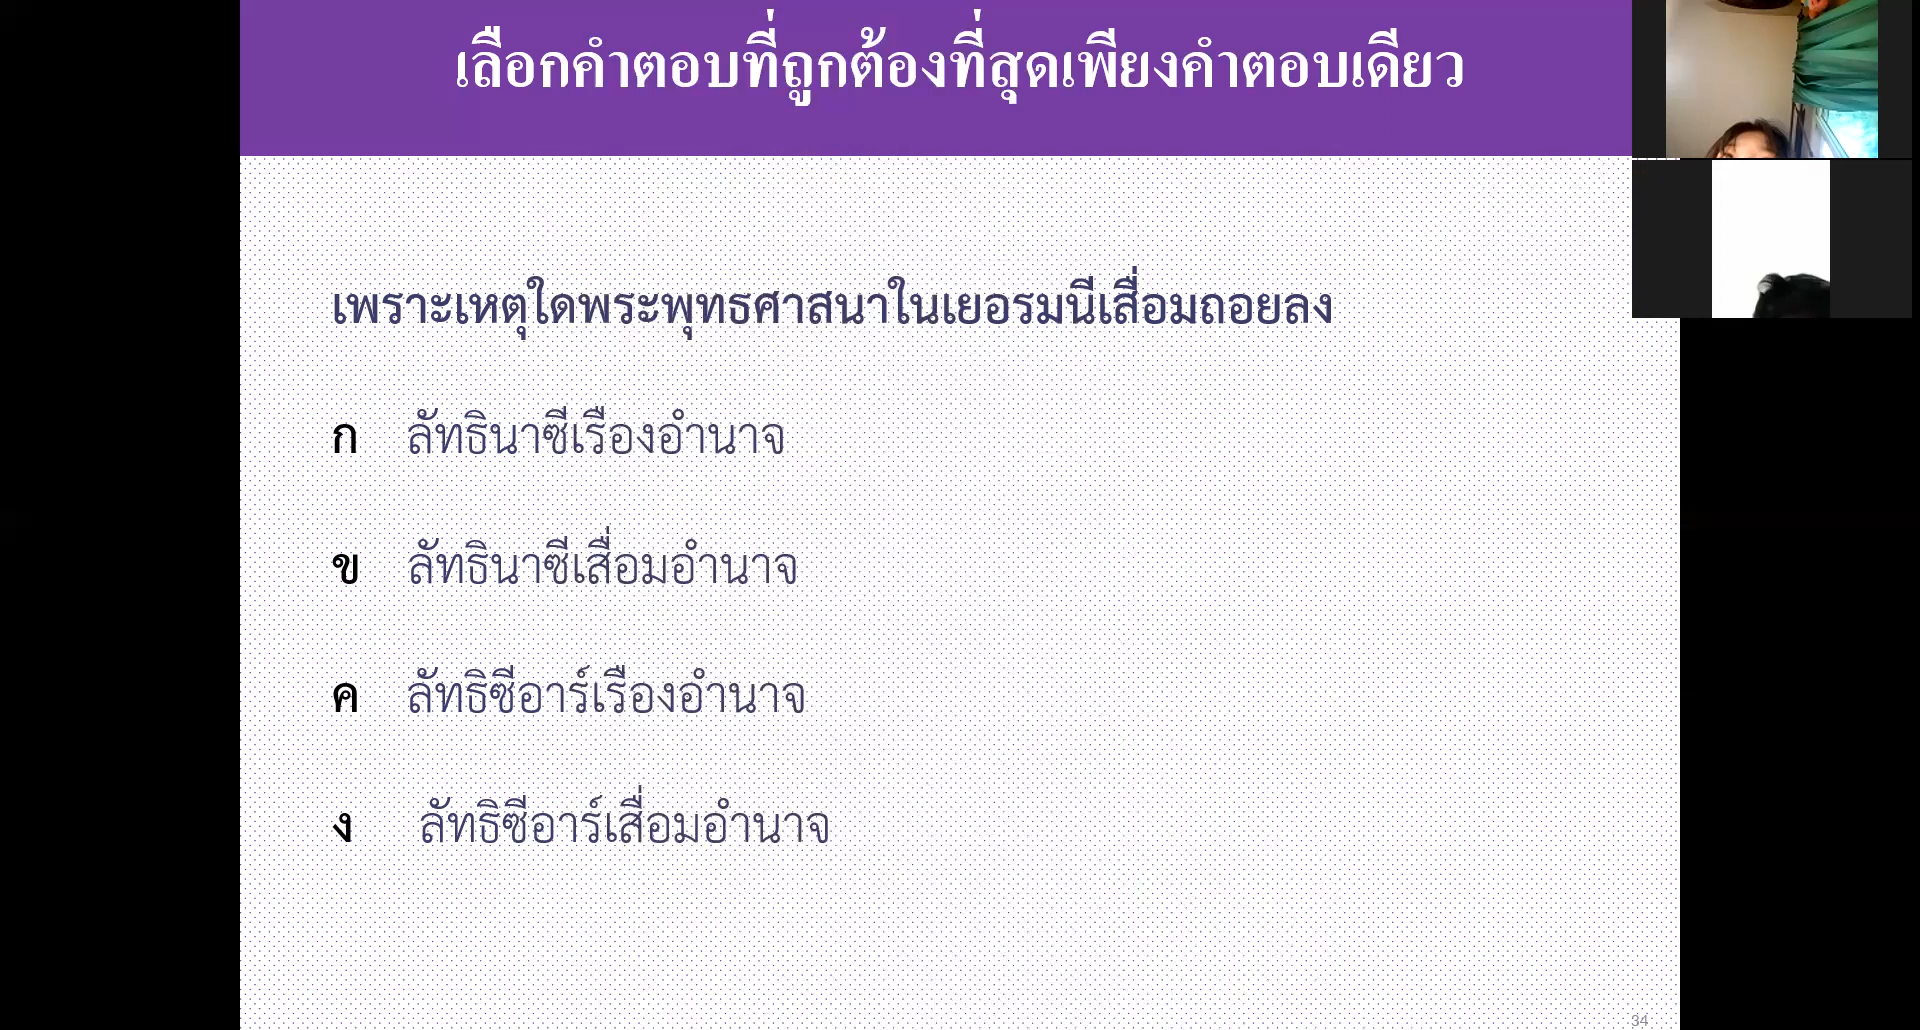 เลือกคำตอบที่ถูกต้องที่สุดเพียงคำตอบเดียว
เพราะเหตุใดพระพุทธศาสนาในเยอรมนีเสื่อมถอยลง
ก ลัทธินาซีเรืองอำนาจ
ข ลัทธินาซีเสื่อมอำนาจ
ค ลัทธิซีอาร์เรืองอำนาจ
ง ลัทธิซีอาร์เสื่อมอำนาจ
34